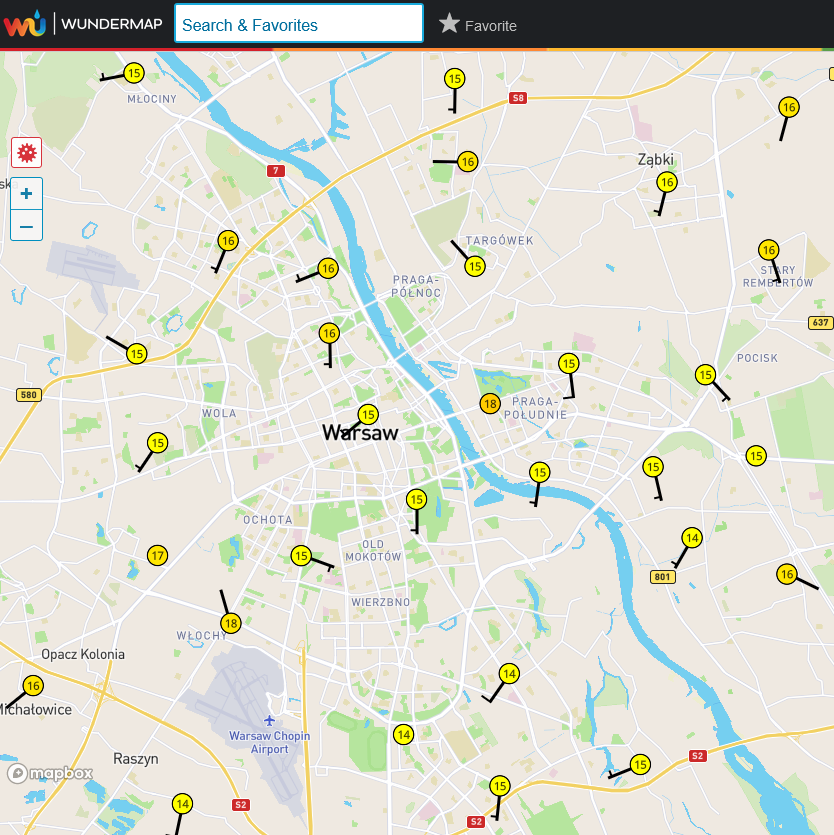 WUNDERMAP
Search & Favorites
Favorite
15
MŁOCINY
15
S8
16
7
16
Ząbki
16
16
TARGÓWEK
15
16
STARY
REMBERTÓW
16
PRAGA-
PÓŁNOC
637
16
15
POCISK
15
15
580
18
PRAGA-
POŁUDNIE
WOLA
15
Warsaw
15
15
15
15
15
OCHOTA
14
OLD
MOKOTÓW
17
15
801
16
WIERZBNO
18
WŁOCHY
Opacz Kolonia
16
14
Michałowice
Warsaw Chopin
Airport
14
S2
Raszyn
15
mapbox
14
S2
15
S2